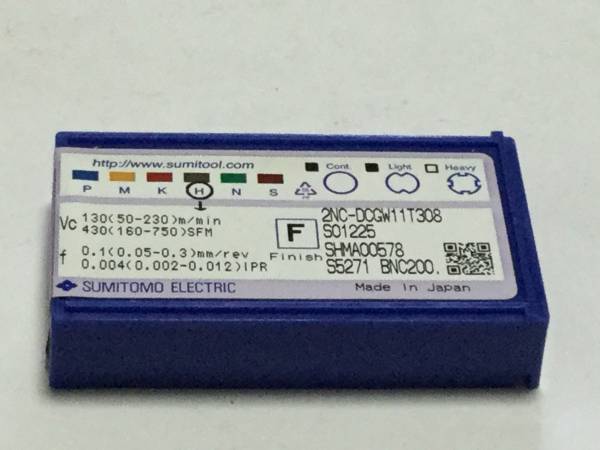 http://www.sumitool.com
Cont. Light Heavy
P M K H N S
Vc 130(50-230)m/min
430(160-750)SFM
f 0.1(0.05-0.3)mm/rev
0.004(0.002-0.012)IPR
F
Finish
2NC-DCGW11T308
S01225
SHMA00578
S5271 BNC200.
SUMITOMO ELECTRIC
Made in Japan